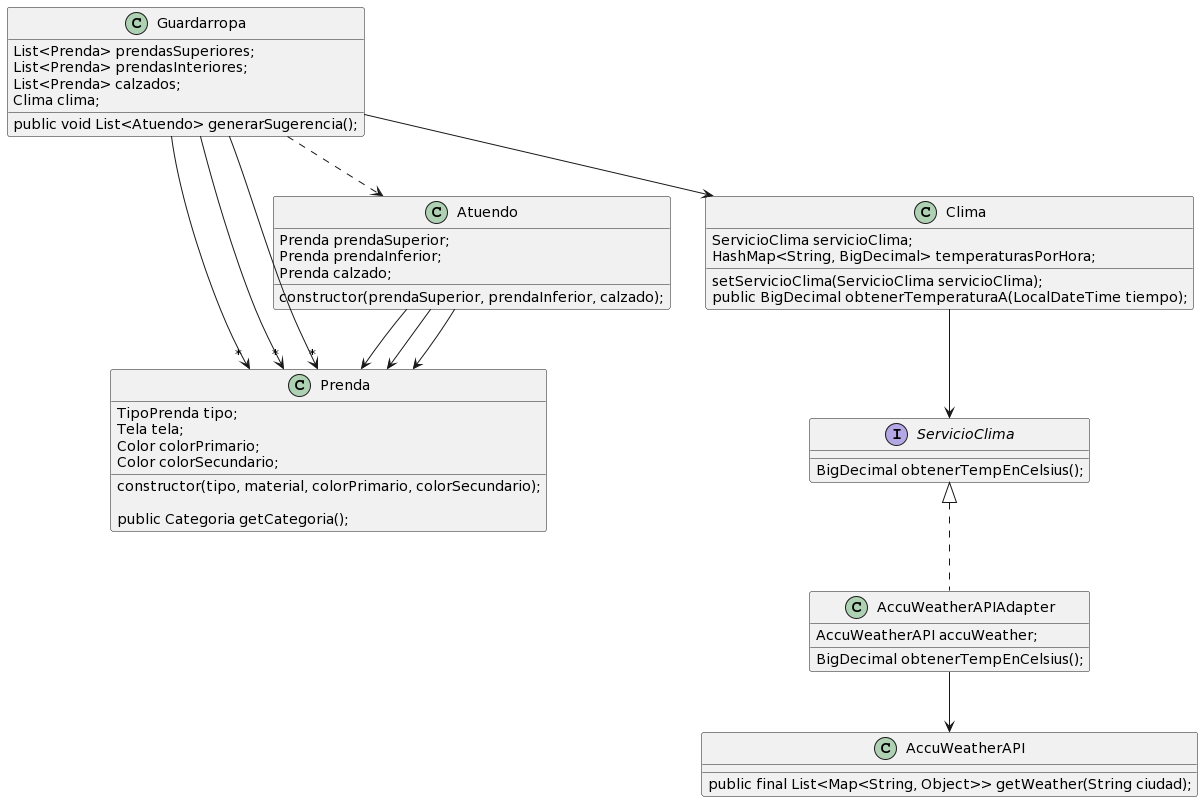 C Guardarropa
List<Prenda> prendasSuperiores;
List<Prenda> prendasInteriores;
List<Prenda> calzados;
Clima clima;
public void List<Atuendo> generarSugerencia();
C Atuendo
Prenda prendaSuperior;
Prenda prendaInferior;
Prenda calzado;
constructor(prendaSuperior, prendaInferior, calzado);
C Clima
ServicioClima servicioClima;
HashMap<String, BigDecimal> temperaturasPorHora;
setServicioClima(ServicioClima servicioClima);
public BigDecimal obtenerTemperaturaA(LocalDateTime tiempo);
* * *
C Prenda
TipoPrenda tipo;
Tela tela;
Color colorPrimario;
Color colorSecundario;
constructor(tipo, material, colorPrimario, colorSecundario);
public Categoria getCategoria();
I ServicioClima
BigDecimal obtenerTempEnCelsius();
C AccuWeatherAPIAdapter
AccuWeatherAPI accuWeather;
BigDecimal obtenerTempEnCelsius();
C AccuWeatherAPI
public final List<Map<String, Object>> getWeather(String ciudad);